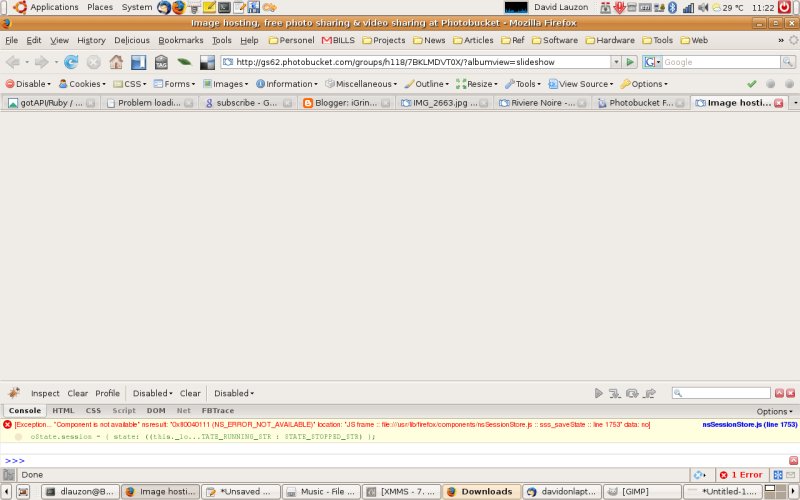 Applications Places System David Lauzon 29 °C 11:22
Image hosting, free photo sharing & video sharing at Photobucket - Mozilla Firefox
File Edit View History Delicious Bookmarks Tools Help Personel BILLS Projects News Articles Ref Software Hardware Tools Web »
http://gs62.photobucket.com/groups/h118/7BKLMDVT0X/?albumview=slideshow Google
Disable Cookies CSS Forms Images Information Miscellaneous Outline Resize Tools View Source Options
gotAPI/Ruby / ... Problem loadi... subscribe - G... Blogger: iGrin... IMG_2663.jpg ... Riviere Noire -... Photobucket F... Image hosti...
Inspect Clear Profile Disabled Clear Disabled
Console HTML CSS Script DOM Net FBTrace Options
[Exception... "Component is not available" nsresult: "0x80040111 (NS_ERROR_NOT_AVAILABLE)" location: "JS frame :: file:///usr/lib/firefox/components/nsSessionStore.js :: sss_saveState :: line 1753" data: no] nsSessionStore.js (line 1753)
oState.session = { state: ((this._lo...TATE_RUNNING_STR : STATE_STOPPED_STR) };
>>>
Done 1 Error
dlauzon@B... Image hosti... *Unsaved ... Music - File ... [XMMS - 7. ... Downloads davidonlapt... [GIMP] *Untitled-1....